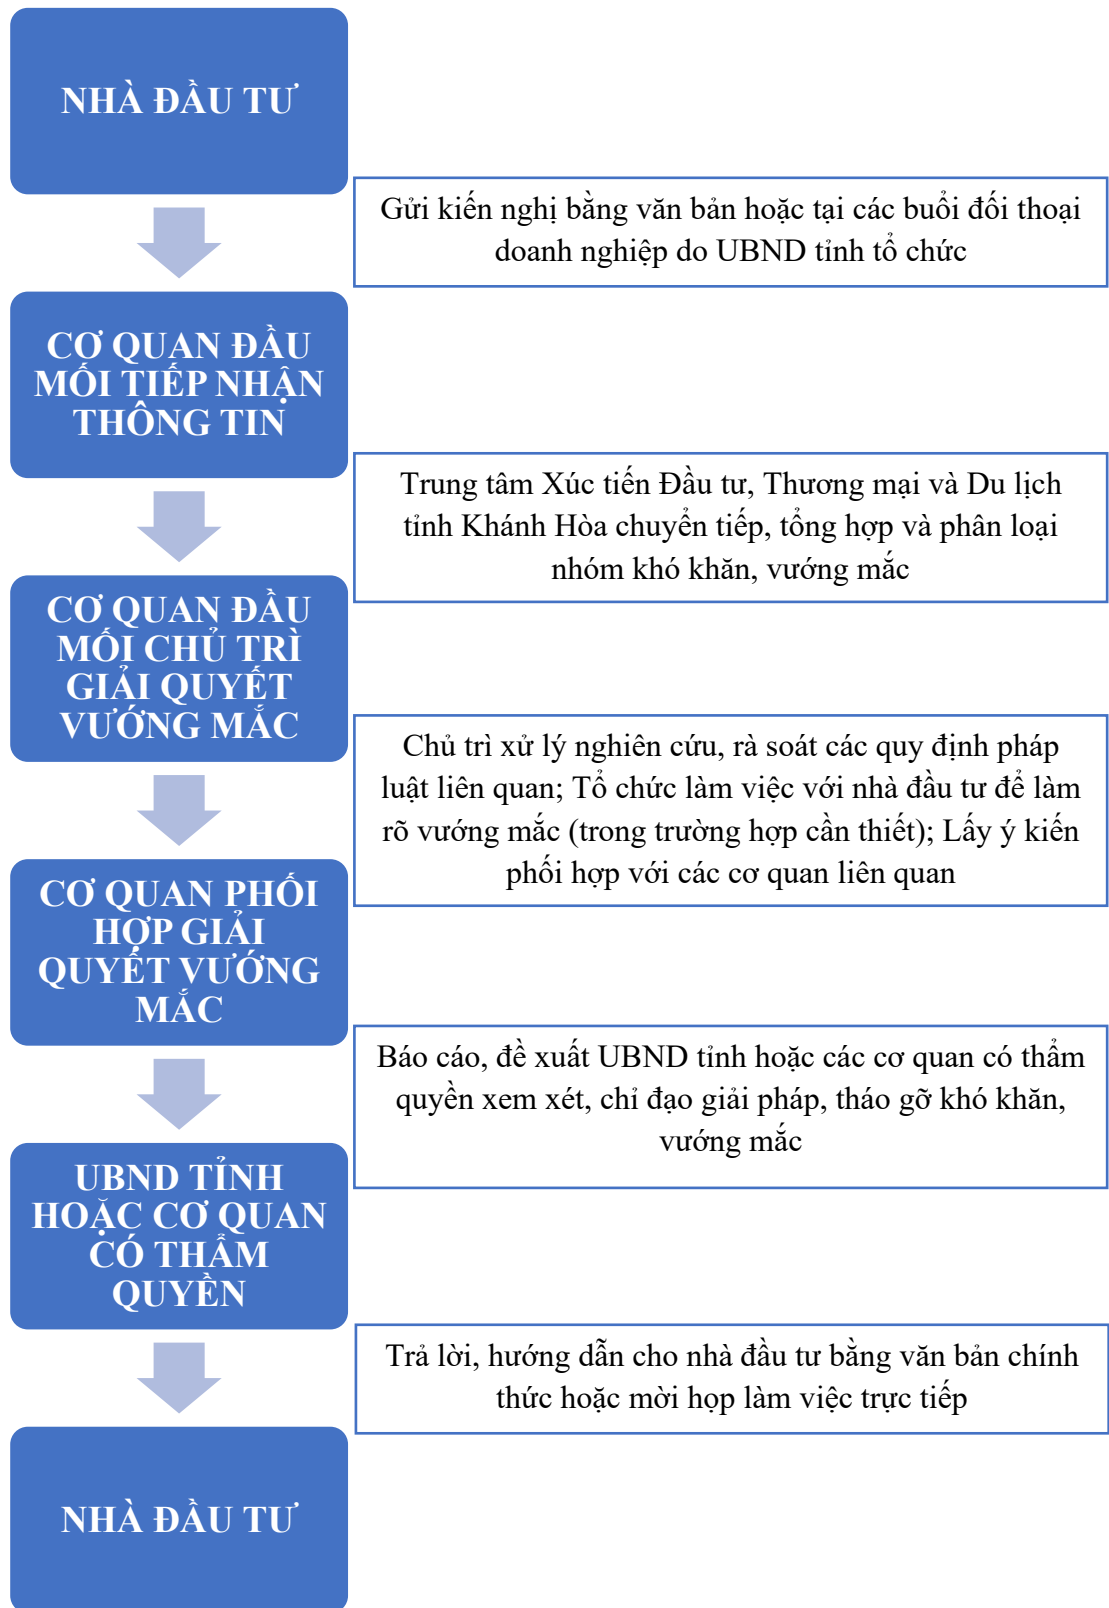 NHÀ ĐẦU TƯ
Gửi kiến nghị bằng văn bản hoặc tại các buổi đối thoại
doanh nghiệp do UBND tỉnh tổ chức
CƠ QUAN ĐẦU
MỐI TIẾP NHẬN
THÔNG TIN
Trung tâm Xúc tiến Đầu tư, Thương mại và Du lịch
tỉnh Khánh Hòa chuyển tiếp, tổng hợp và phân loại
nhóm khó khăn, vướng mắc
CƠ QUAN ĐẦU
MỐI CHỦ TRÌ
GIẢI QUYẾT
VƯỚNG MẮC
Chủ trì xử lý nghiên cứu, rà soát các quy định pháp
luật liên quan; Tổ chức làm việc với nhà đầu tư để làm
rõ vướng mắc (trong trường hợp cần thiết); Lấy ý kiến
phối hợp với các cơ quan liên quan
CƠ QUAN PHỐI
HỢP GIẢI
QUYẾT VƯỚNG
MẮC
Báo cáo, đề xuất UBND tỉnh hoặc các cơ quan có thẩm
quyền xem xét, chỉ đạo giải pháp, tháo gỡ khó khăn,
vướng mắc
UBND TỈNH
HOẶC CƠ QUAN
CÓ THẨM
QUYỀN
Trả lời, hướng dẫn cho nhà đầu tư bằng văn bản chính
thức hoặc mời họp làm việc trực tiếp
NHÀ ĐẦU TƯ